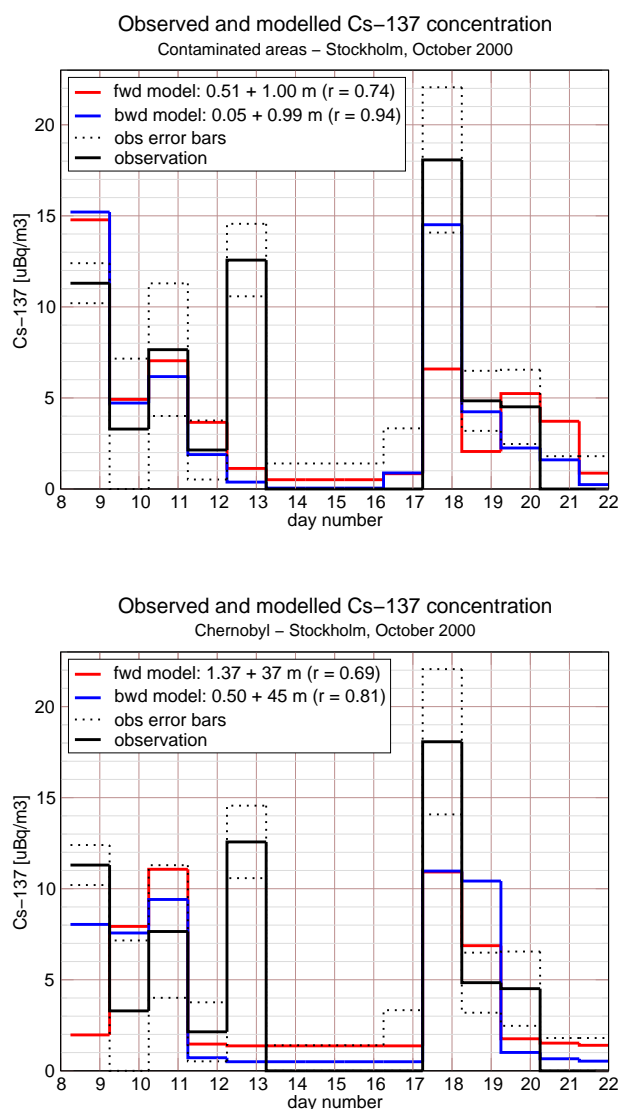 Observed and modelled Cs−137 concentration
Contaminated areas − Stockholm, October 2000
fwd model: 0.51 + 1.00 m (r = 0.74)
bwd model: 0.05 + 0.99 m (r = 0.94)
obs error bars
observation
Cs−137 [uBq/m3]
20
15
10
5
0
8 9 10 11 12 13 14 15 16 17 18 19 20 21 22
day number
Observed and modelled Cs−137 concentration
Chernobyl − Stockholm, October 2000
fwd model: 1.37 + 37 m (r = 0.69)
bwd model: 0.50 + 45 m (r = 0.81)
obs error bars
observation
Cs−137 [uBq/m3]
20
15
10
5
0
8 9 10 11 12 13 14 15 16 17 18 19 20 21 22
day number